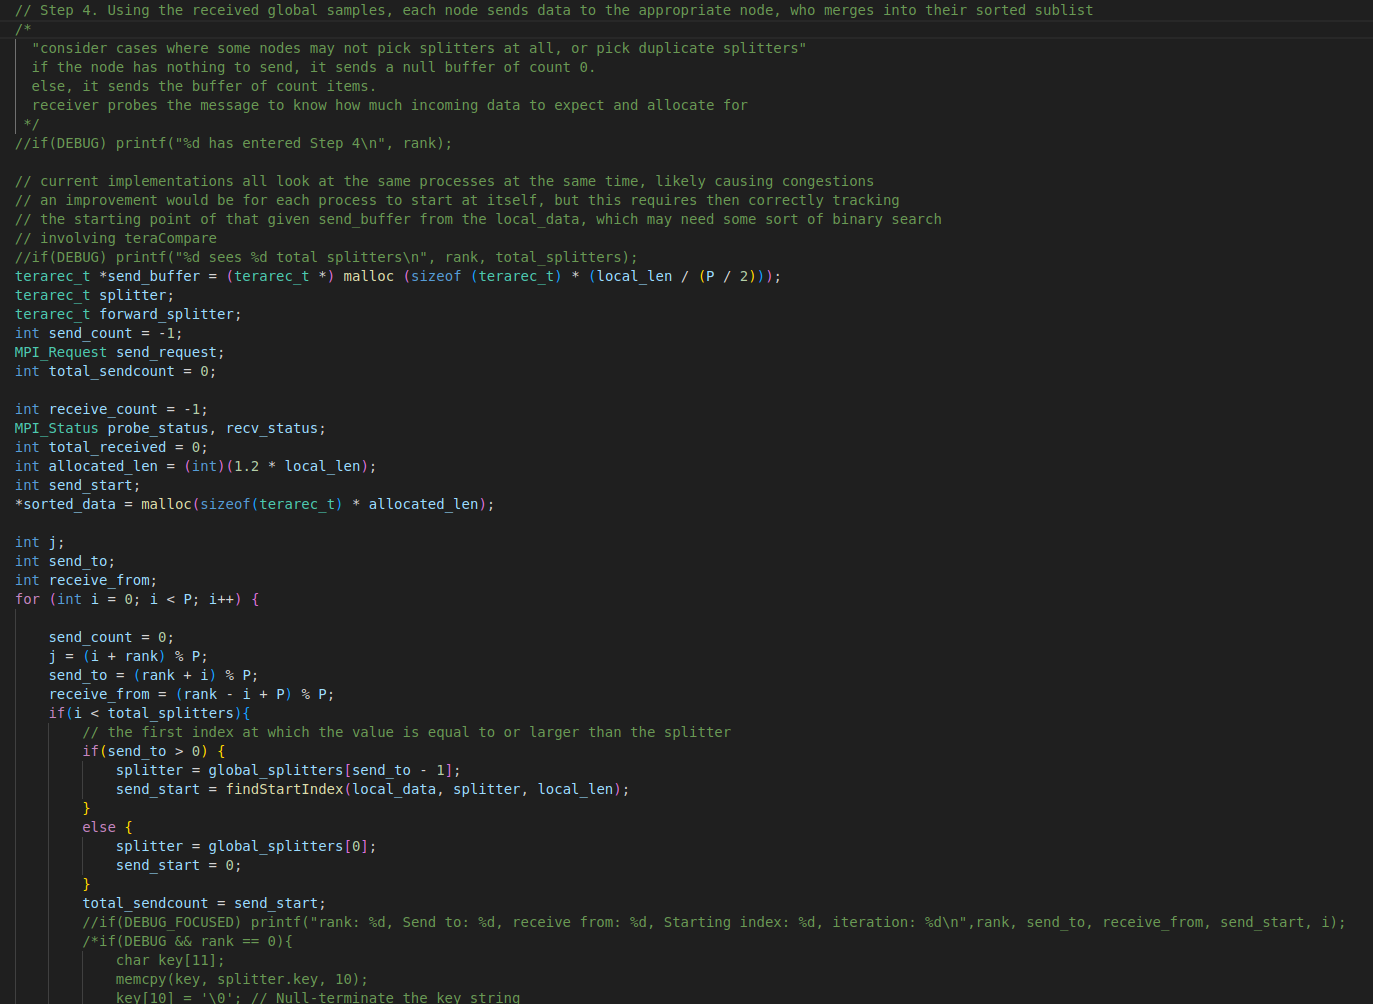 // Step 4. Using the received global samples, each node sends data to the appropriate node, who merges into their sorted sublist
/*
"consider cases where some nodes may not pick splitters at all, or pick duplicate splitters"
if the node has nothing to send, it sends a null buffer of count 0.
else, it sends the buffer of count items.
receiver probes the message to know how much incoming data to expect and allocate for
*/
//if(DEBUG) printf("%d has entered Step 4\n", rank);
// current implementations all look at the same processes at the same time, likely causing congestions
// an improvement would be for each process to start at itself, but this requires then correctly tracking
// the starting point of that given send_buffer from the local_data, which may need some sort of binary search
// involving teraCompare
//if(DEBUG) printf("%d sees %d total splitters\n", rank, total_splitters);
terarec_t *send_buffer = (terarec_t *) malloc (sizeof (terarec_t) * (local_len / (P / 2)));
terarec_t splitter;
terarec_t forward_splitter;
int send_count = -1;
MPI_Request send_request;
int total_sendcount = 0;
int receive_count = -1;
MPI_Status probe_status, recv_status;
int total_received = 0;
int allocated_len = (int)(1.2 * local_len);
int send_start;
*sorted_data = malloc(sizeof(terarec_t) * allocated_len);
int j;
int send_to;
int receive_from;
for (int i = 0; i < P; i++) {
send_count = 0;
j = (i + rank) % P;
send_to = (rank + i) % P;
receive_from = (rank - i + P) % P;
if(i < total_splitters){
// the first index at which the value is equal to or larger than the splitter
if(send_to > 0) {
splitter = global_splitters[send_to - 1];
send_start = findStartIndex(local_data, splitter, local_len);
}
else {
splitter = global_splitters[0];
send_start = 0;
}
total_sendcount = send_start;
//if(DEBUG_FOCUSED) printf("rank: %d, Send to: %d, receive from: %d, Starting index: %d, iteration: %d\n",rank, send_to, receive_from, send_start, i);
/*if(DEBUG && rank == 0){
char key[11];
memcpy(key, splitter.key, 10);
key[10] = '\0'; // Null-terminate the key string